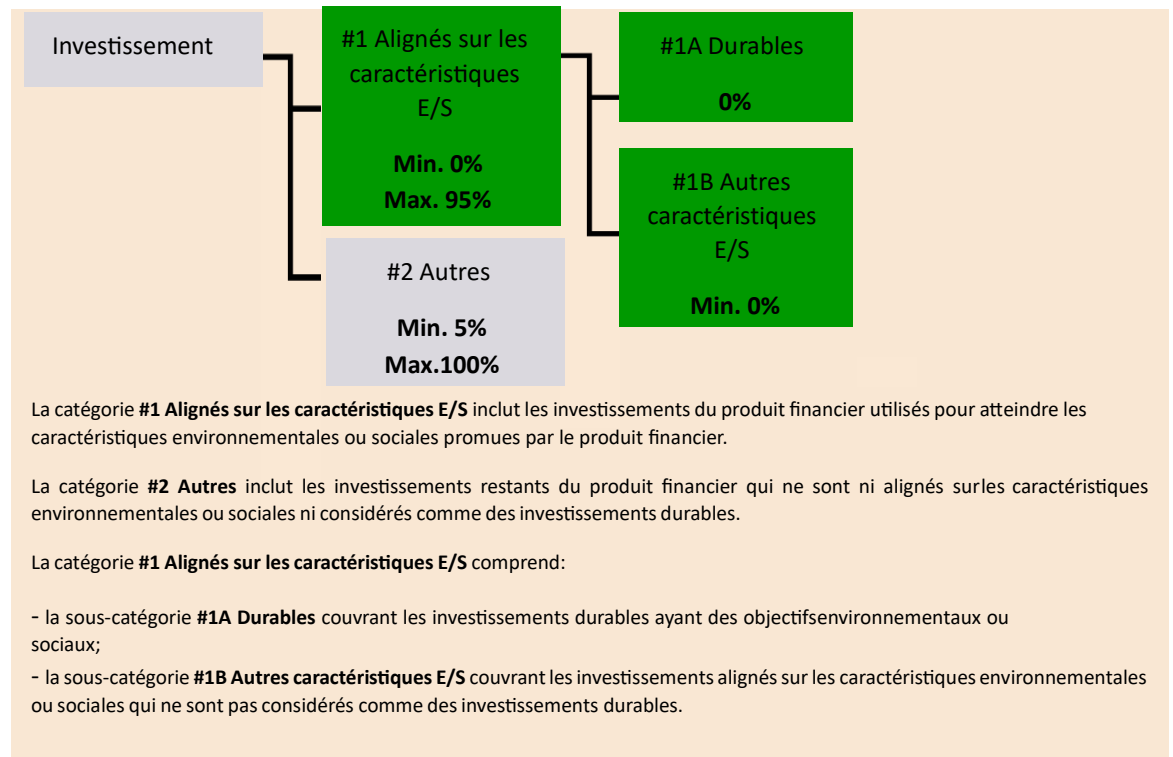 Investissement
#1 Alignés sur les
caractéristiques
E/S
Min. 0%
Max. 95%
#1A Durables
0%
#1B Autres
caractéristiques
E/S
Min. 0%
#2 Autres
Min. 5%
Max.100%
La catégorie #1 Alignés sur les caractéristiques E/S inclut les investissements du produit financier utilisés pour atteindre les
caractéristiques environnementales ou sociales promues par le produit financier.
La catégorie #2 Autres inclut les investissements restants du produit financier qui ne sont ni alignés surles caractéristiques
environnementales ou sociales ni considérés comme des investissements durables.
La catégorie #1 Alignés sur les caractéristiques E/S comprend:
- la sous-catégorie #1A Durables couvrant les investissements durables ayant des objectifsenvironnementaux ou
sociaux;
- la sous-catégorie #1B Autres caractéristiques E/S couvrant les investissements alignés sur les caractéristiques environnementales
ou sociales qui ne sont pas considérés comme des investissements durables.